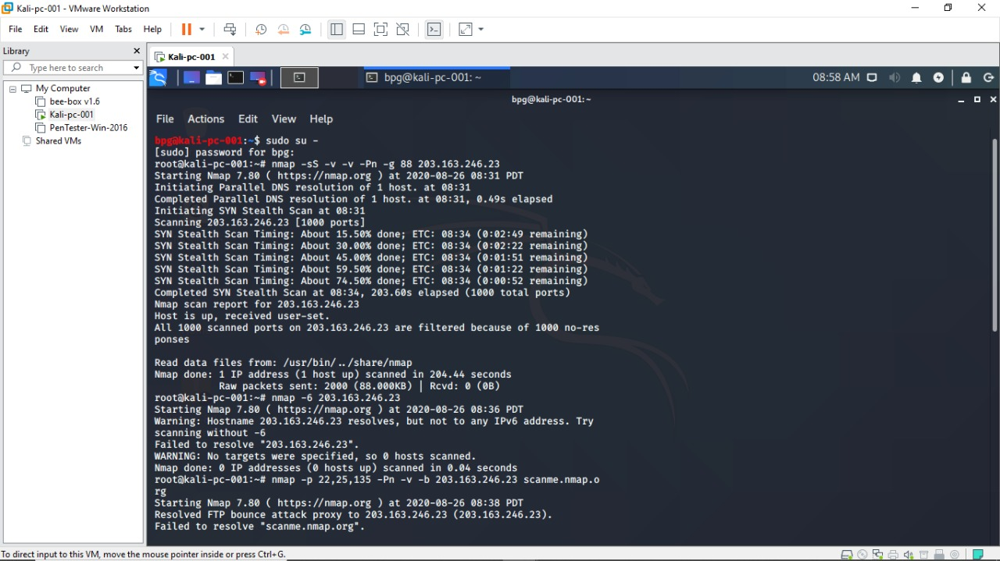 Kali-pc-001 - VMware Workstation
File Edit View VM Tabs Help
Library
Type here to search
My Computer
bee-box v1.6
Kali-pc-001
PenTester-Win-2016
Shared VMs
Kali-pc-001
bpg@kali-pc-001: ~
08:58 AM
bpg@kali-pc-001: ~
File Actions Edit View Help
bpg@kali-pc-001:~$ sudo su -
[sudo] password for bpg:
root@kali-pc-001:~# nmap -sS -v -v -Pn -g 88 203.163.246.23
Starting Nmap 7.80 ( https://nmap.org ) at 2020-08-26 08:31 PDT
Initiating Parallel DNS resolution of 1 host. at 08:31
Completed Parallel DNS resolution of 1 host. at 08:31, 0.49s elapsed
Initiating SYN Stealth Scan at 08:31
Scanning 203.163.246.23 [1000 ports]
SYN Stealth Scan Timing: About 15.50% done; ETC: 08:34 (0:02:49 remaining)
SYN Stealth Scan Timing: About 30.00% done; ETC: 08:34 (0:02:22 remaining)
SYN Stealth Scan Timing: About 45.00% done; ETC: 08:34 (0:01:51 remaining)
SYN Stealth Scan Timing: About 59.50% done; ETC: 08:34 (0:01:22 remaining)
SYN Stealth Scan Timing: About 74.50% done; ETC: 08:34 (0:00:52 remaining)
Completed SYN Stealth Scan at 08:34, 203.60s elapsed (1000 total ports)
Nmap scan report for 203.163.246.23
Host is up, received user-set.
All 1000 scanned ports on 203.163.246.23 are filtered because of 1000 no-res
ponses
Read data files from: /usr/bin/../share/nmap
Nmap done: 1 IP address (1 host up) scanned in 204.44 seconds
Raw packets sent: 2000 (88.000KB) | Rcvd: 0 (0B)
root@kali-pc-001:~# nmap -6 203.163.246.23
Starting Nmap 7.80 ( https://nmap.org ) at 2020-08-26 08:36 PDT
Warning: Hostname 203.163.246.23 resolves, but not to any IPv6 address. Try
scanning without -6
Failed to resolve "203.163.246.23".
WARNING: No targets were specified, so 0 hosts scanned.
Nmap done: 0 IP addresses (0 hosts up) scanned in 0.04 seconds
root@kali-pc-001:~# nmap -p 22,25,135 -Pn -v -b 203.163.246.23 scanme.nmap.o
rg
Starting Nmap 7.80 ( https://nmap.org ) at 2020-08-26 08:38 PDT
Resolved FTP bounce attack proxy to 203.163.246.23 (203.163.246.23).
Failed to resolve "scanme.nmap.org".
To direct input to this VM, move the mouse pointer inside or press Ctrl+G.